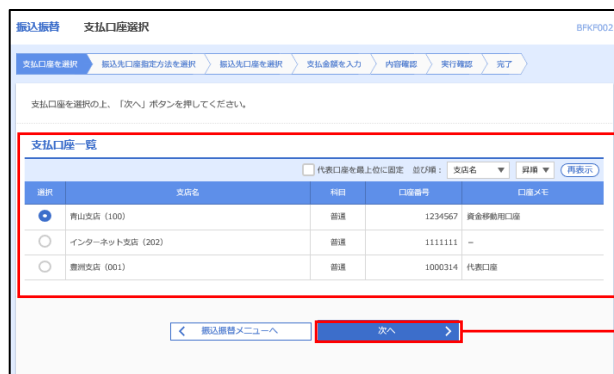 振込振替 支払口座選択 BFKF002
支払口座を選択 振込先口座指定方法を選択 振込先口座を選択 支払金額を入力 内容確認 実行確認 完了
支払口座を選択の上、「次へ」ボタンを押してください。
支払口座一覧
代表口座を最上位に固定 並び順： 支店名 ▼ 昇順 ▼ 再表示
選択 支店名 科目 口座番号 口座メモ
青山支店（100） 普通 1234567 資金移動用口座
インターネット支店（202） 普通 1111111 －
豊洲支店（001） 普通 1000314 代表口座
振込振替メニューへ 次へ